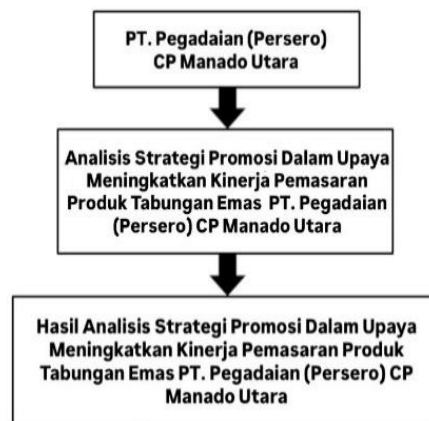 PT. Pegadaian (Persero)
CP Manado Utara
Analisis Strategi Promosi Dalam Upaya
Meningkatkan Kinerja Pemasaran
Produk Tabungan Emas PT. Pegadaian
(Persero) CP Manado Utara
Hasil Analisis Strategi Promosi Dalam Upaya
Meningkatkan Kinerja Pemasaran Produk
Tabungan Emas PT. Pegadaian (Persero) CP
Manado Utara